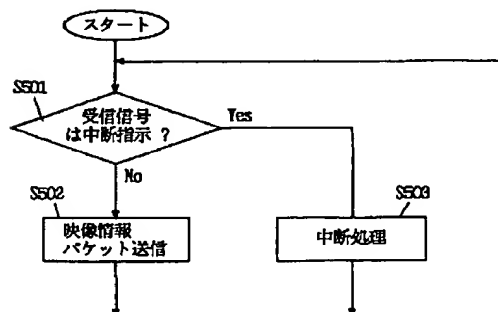 スタート
S501
受信信号
は中断指示 ?
Yes
No
S502
映像情報
パケット送信
S503
中断処理